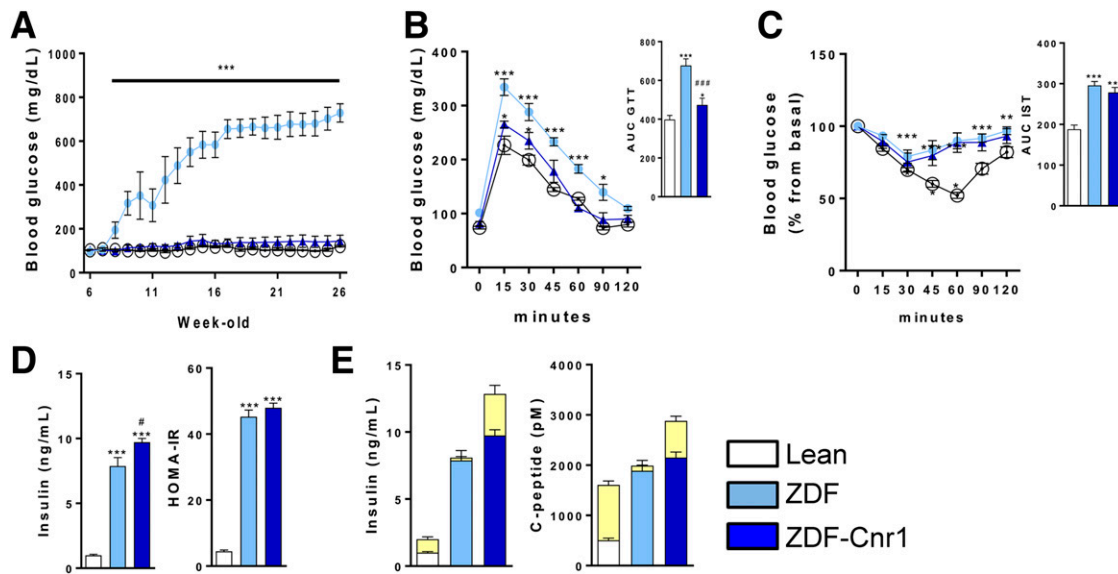 A
Blood glucose (mg/dL)
1000
800
600
400
200
0
***
6 11 16 21 26
Week-old
B
Blood glucose (mg/dL)
400
300
200
100
0
***
***
***
***
*
*
*
0 15 30 45 60 90 120
minutes
AUC GTT
800
600
400
200
0
***
###
*
C
Blood glucose
(% from basal)
150
100
50
0
***
***
**
***
*
*
0 15 30 45 60 90 120
minutes
AUC IST
400
300
200
100
0
***
**
D
Insulin (ng/mL)
15
10
5
0
***
#
***
HOMA-IR
60
40
20
0
***
***
E
Insulin (ng/mL)
15
10
5
0
C-peptide (pM)
4000
3000
2000
1000
0
Lean
ZDF
ZDF-Cnr1